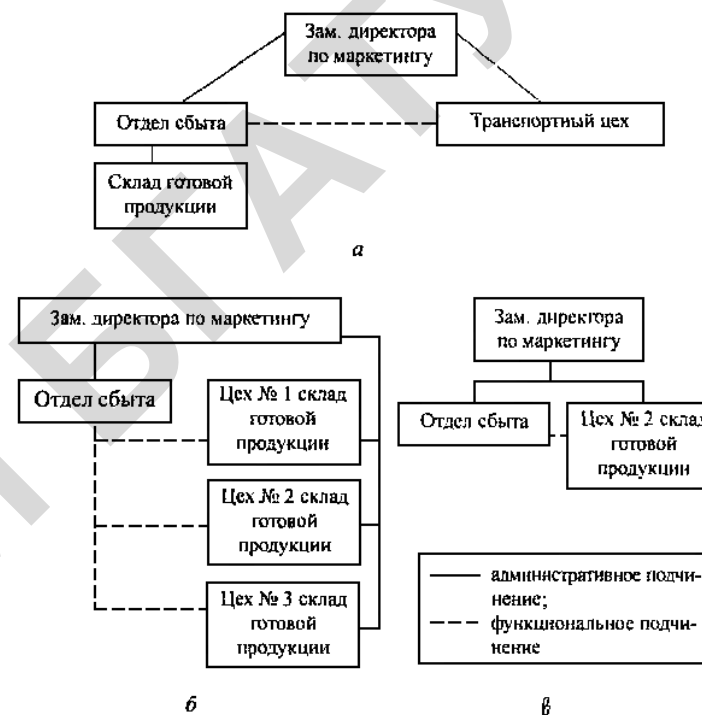 Зам. директора
по маркетингу
Отдел сбыта
Транспортный цех
Склад готовой
продукции
а
Зам. директора по маркетингу
Отдел сбыта
Цех № 1 склад
готовой
продукции
Цех № 2 склад
готовой
продукции
Цех № 3 склад
готовой
продукции
б
Зам. директора
по маркетингу
Отдел сбыта
Цех № 2 склад
готовой
продукции
административное подчи-
нение;
функциональное подчи-
нение
в
БГАТУ